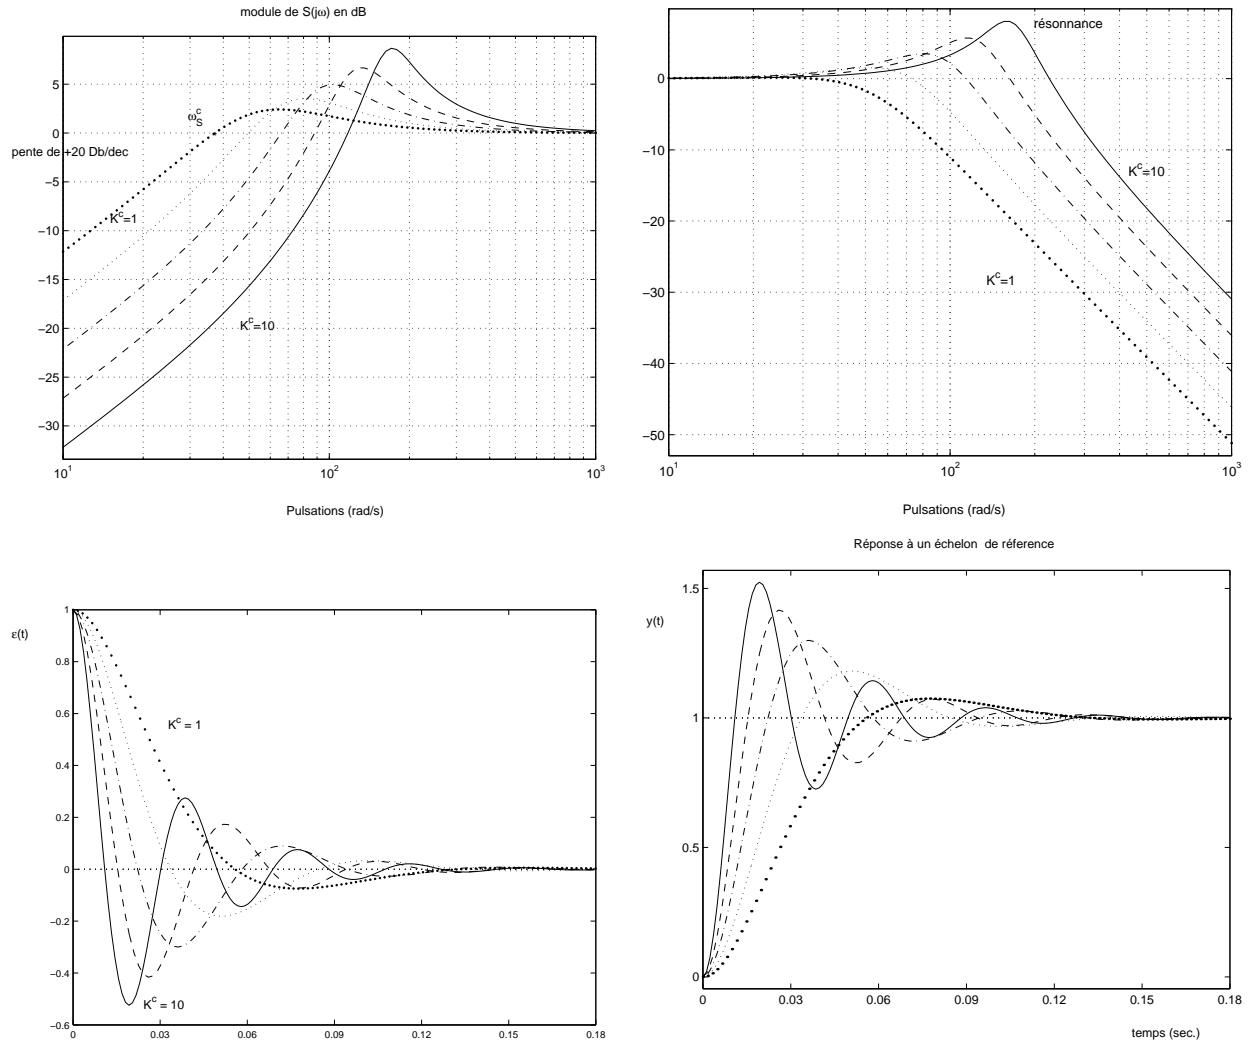 module de S(jω) en dB
5
0
−5
−10
−15
−20
−25
−30
ω_S^c
pente de +20 Db/dec
K^c=1
K^c=10
10^1
10^2
10^3
Pulsations (rad/s)
résonnance
0
−10
−20
−30
−40
−50
K^c=10
K^c=1
10^1
10^2
10^3
Pulsations (rad/s)
1
0.8
0.6
0.4
0.2
0
−0.2
−0.4
−0.6
ε(t)
K^c = 1
K^c = 10
0
0.03
0.06
0.09
0.12
0.15
0.18
Réponse à un échelon de réference
1.5
y(t)
1
0.5
0
0
0.03
0.06
0.09
0.12
0.15
0.18
temps (sec.)